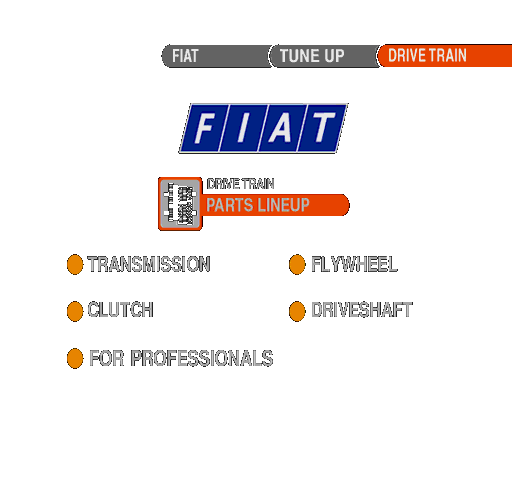 FIAT TUNE UP DRIVE TRAIN
FIAT
DRIVE TRAIN
PARTS LINEUP
TRANSMISSION FLYWHEEL
CLUTCH DRIVESHAFT
FOR PROFESSIONALS